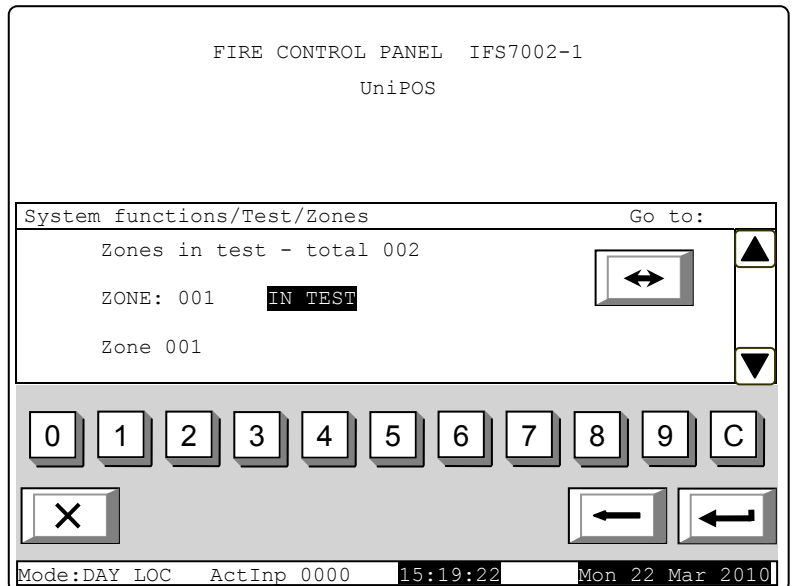 FIRE CONTROL PANEL IFS7002-1
UniPOS
System functions/Test/Zones Go to:
Zones in test - total 002
ZONE: 001 IN TEST
Zone 001
0 1 2 3 4 5 6 7 8 9 C
Mode:DAY LOC ActInp 0000 15:19:22 Mon 22 Mar 2010